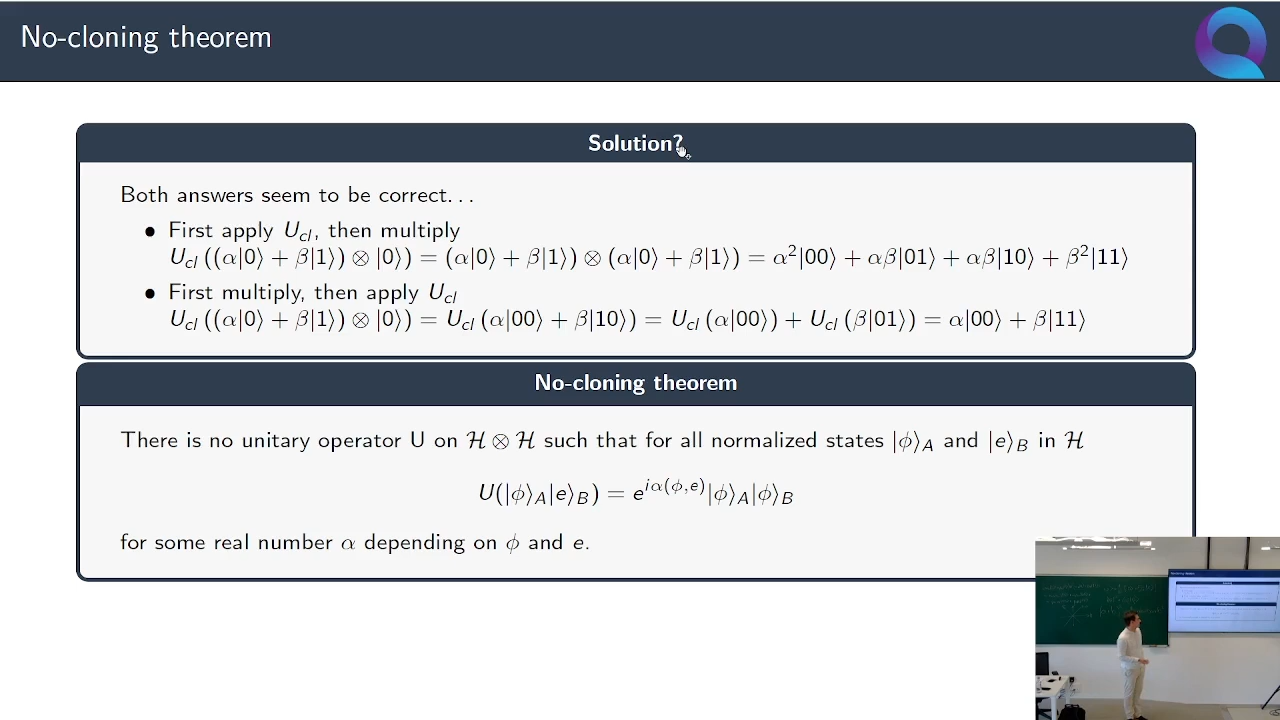 No-cloning theorem
Solution?
Both answers seem to be correct. . .
• First apply U_cl, then multiply
U_cl ((α|0⟩ + β|1⟩) ⊗ |0⟩) = (α|0⟩ + β|1⟩) ⊗ (α|0⟩ + β|1⟩) = α²|00⟩ + αβ|01⟩ + αβ|10⟩ + β²|11⟩
• First multiply, then apply U_cl
U_cl ((α|0⟩ + β|1⟩) ⊗ |0⟩) = U_cl (α|00⟩ + β|10⟩) = U_cl (α|00⟩) + U_cl (β|01⟩) = α|00⟩ + β|11⟩
No-cloning theorem
There is no unitary operator U on ℋ ⊗ ℋ such that for all normalized states |ϕ⟩_A and |e⟩_B in ℋ
U(|ϕ⟩_A|e⟩_B) = e^{iα(ϕ,e)}|ϕ⟩_A|ϕ⟩_B
for some real number α depending on ϕ and e.